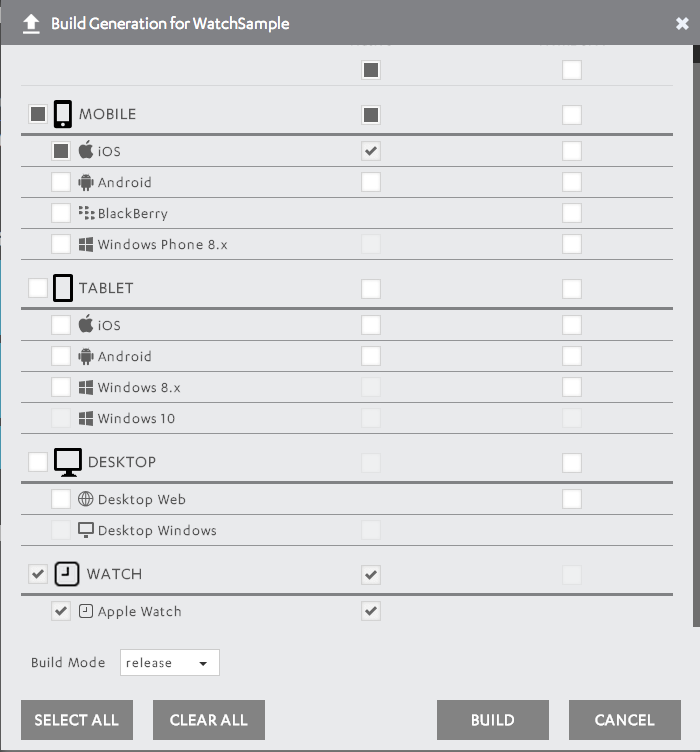 Build Generation for WatchSample
MOBILE
iOS
Android
BlackBerry
Windows Phone 8.x
TABLET
iOS
Android
Windows 8.x
Windows 10
DESKTOP
Desktop Web
Desktop Windows
WATCH
Apple Watch
Build Mode release
SELECT ALL CLEAR ALL BUILD CANCEL